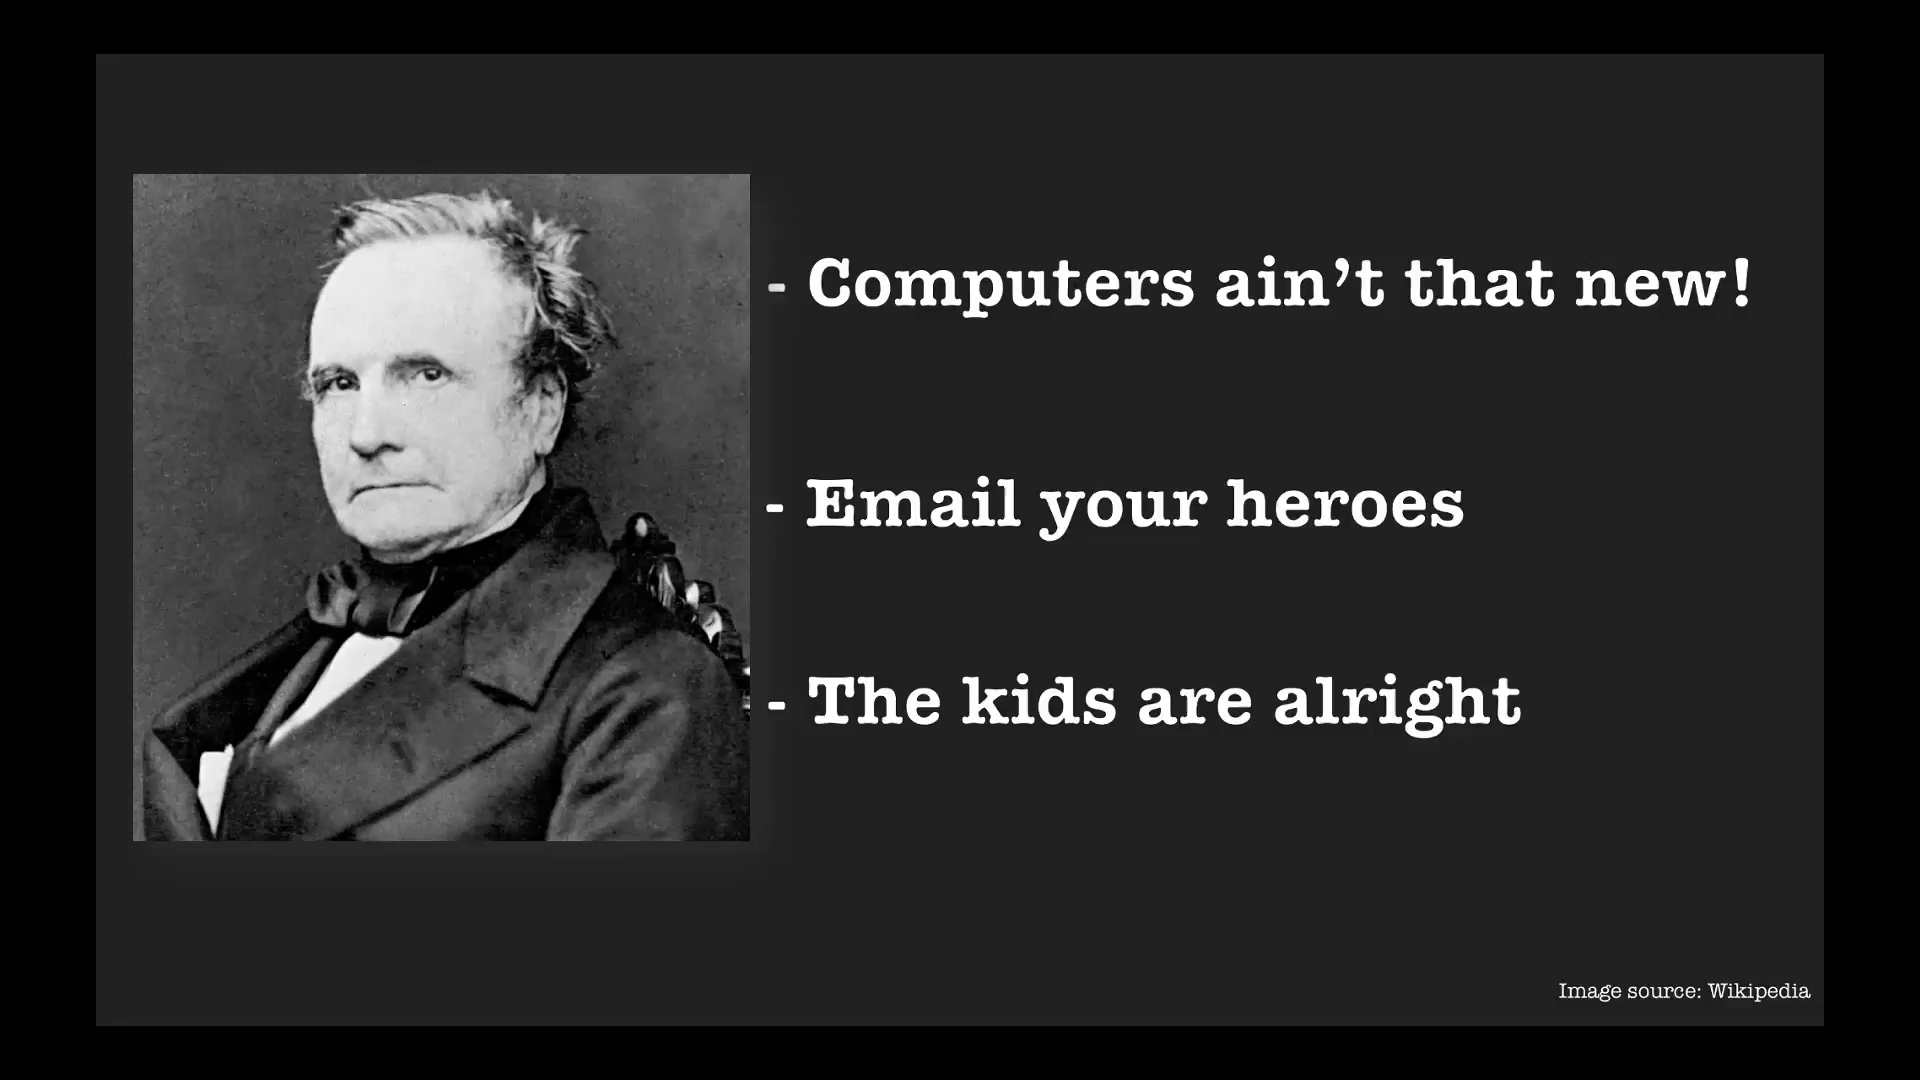 - Computers ain’t that new!
- Email your heroes
- The kids are alright
Image source: Wikipedia